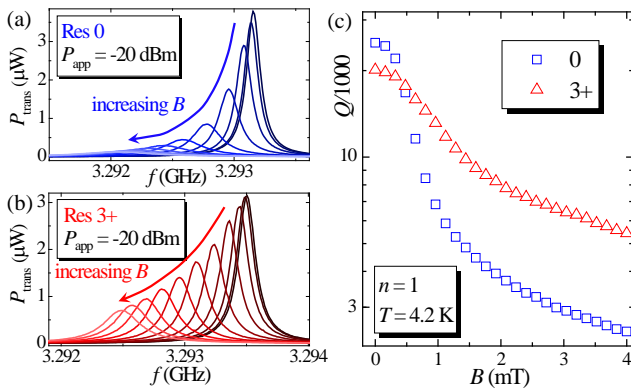 (a)
Res 0
P_app = -20 dBm
increasing B
P_trans (μW)
0
1
2
3
3.292
3.293
f (GHz)
(b)
Res 3+
P_app = -20 dBm
increasing B
P_trans (μW)
0
1
2
3
3.292
3.293
3.294
f (GHz)
(c)
0
3+
Q/1000
10
3
n = 1
T = 4.2 K
0
1
2
3
4
B (mT)